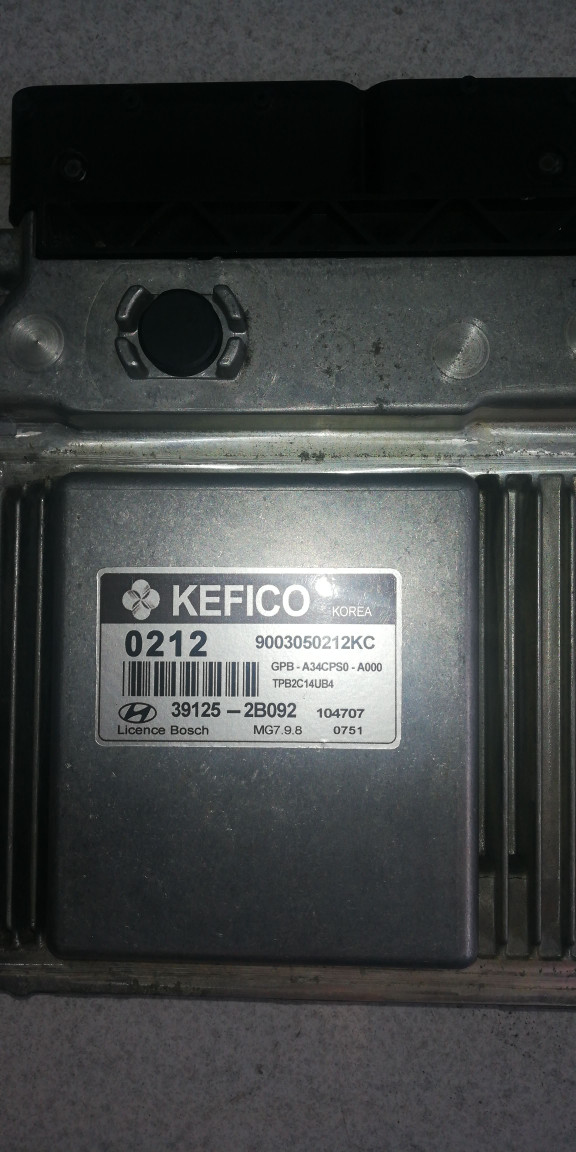 KEFICO KOREA
0212 9003050212KC
GPB - A34CPS0 - A000
TPB2C14UB4
39125 - 2B092 104707
Licence Bosch MG7.9.8 0751